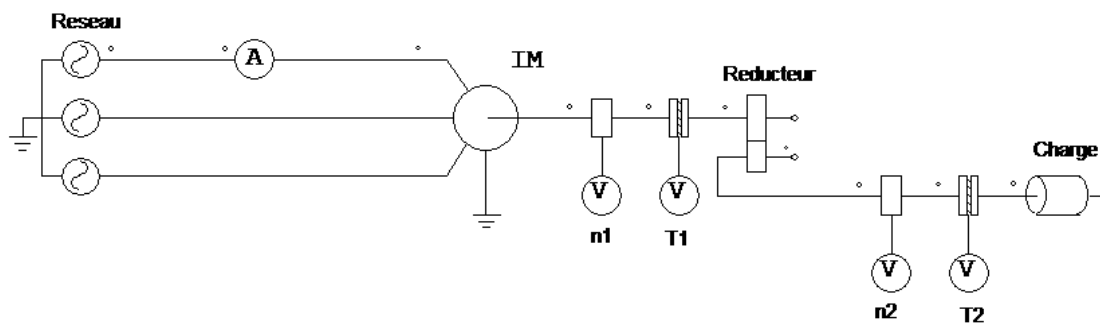 Reseau
A
IM
Reducteur
Charge
V
V
n1
T1
V
V
n2
T2